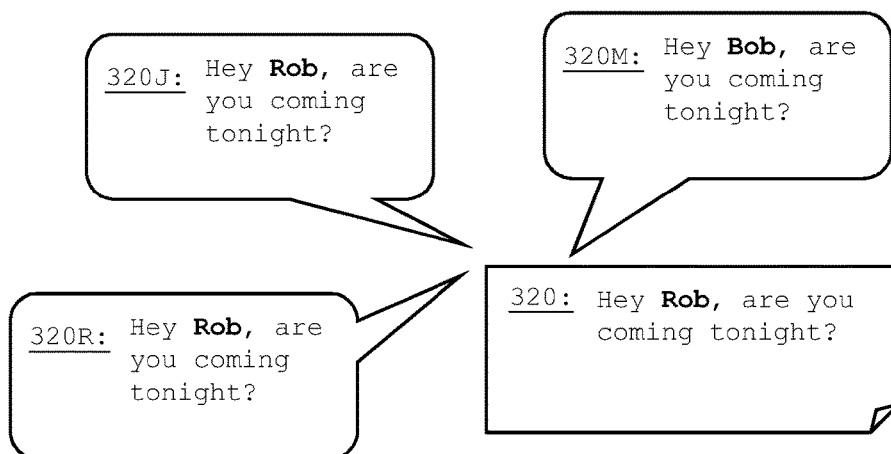 320J: Hey Rob, are
you coming
tonight?
320M: Hey Bob, are
you coming
tonight?
320R: Hey Rob, are
you coming
tonight?
320: Hey Rob, are you
coming tonight?